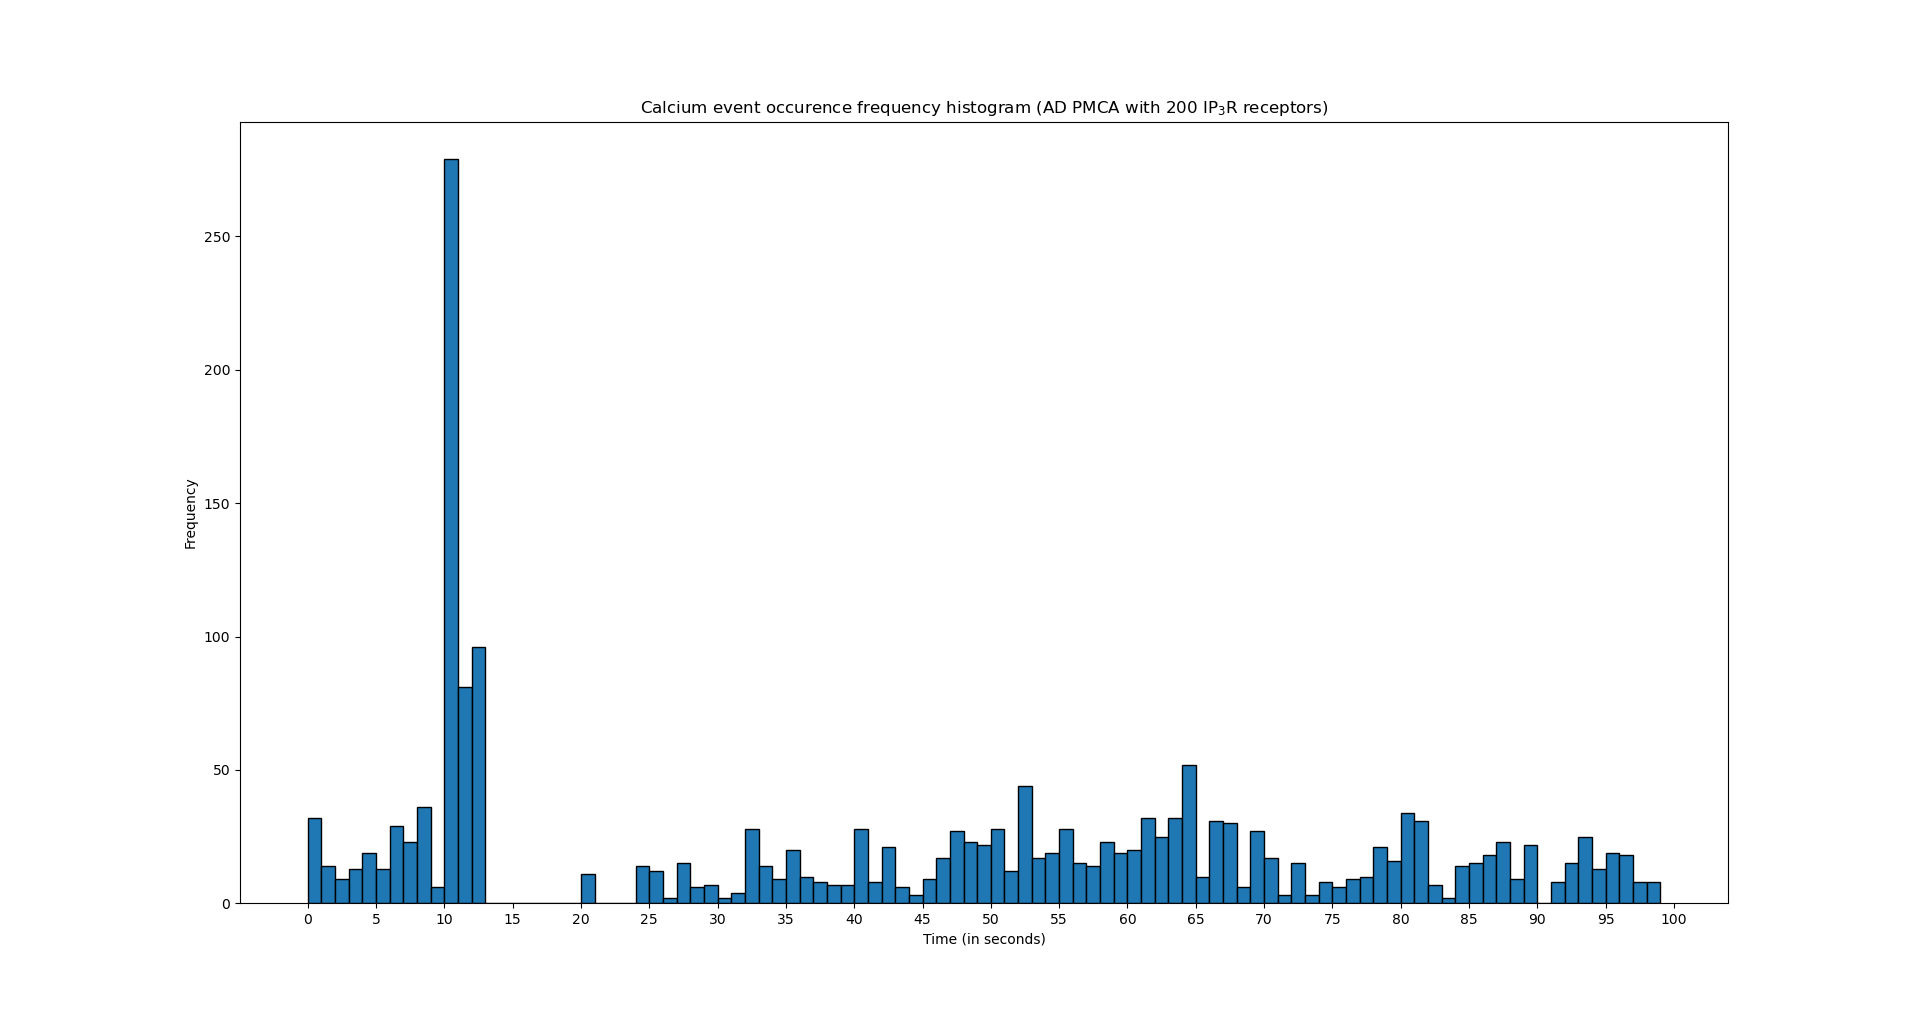 Calcium event occurence frequency histogram (AD PMCA with 200 IP₃R receptors)
Frequency
250
200
150
100
50
0
0 5 10 15 20 25 30 35 40 45 50 55 60 65 70 75 80 85 90 95 100
Time (in seconds)